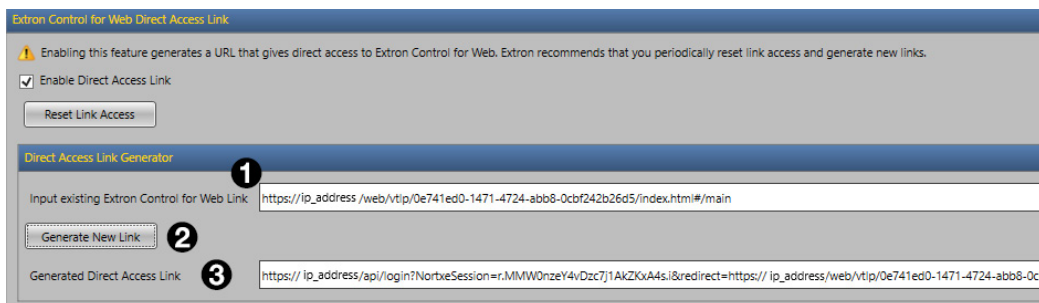 Extron Control for Web Direct Access Link
Enabling this feature generates a URL that gives direct access to Extron Control for Web. Extron recommends that you periodically reset link access and generate new links.
Enable Direct Access Link
Reset Link Access
Direct Access Link Generator
1
Input existing Extron Control for Web Link https://ip_address /web/vtlp/0e741ed0-1471-4724-abb8-0cbf242b26d5/index.html#/main
Generate New Link 2
Generated Direct Access Link 3 https:// ip_address/api/login?NortxeSession=r.MMW0nzeY4vDzc7J1AkZKxA4s.i&redirect=https:// ip_address/web/vtlp/0e741ed0-1471-4724-abb8-0c